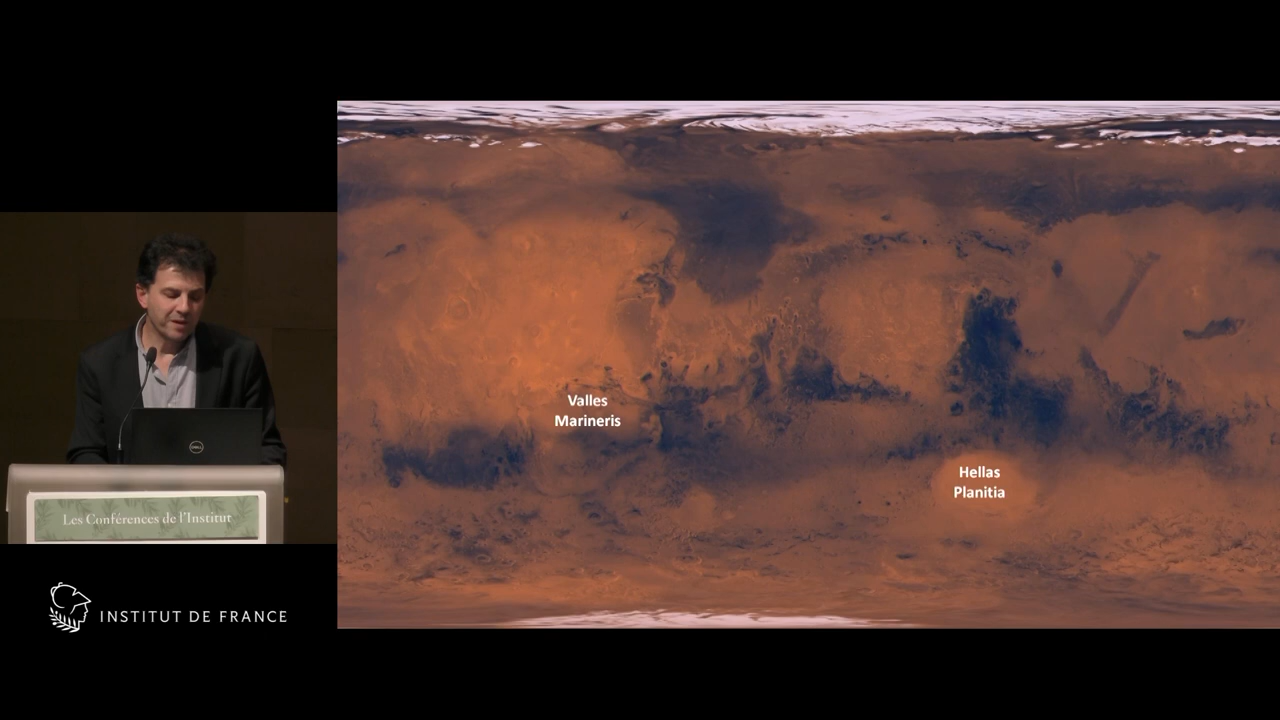 Valles
Marineris
Hellas
Planitia
DELL
Les Conférences de l'Institut
INSTITUT DE FRANCE